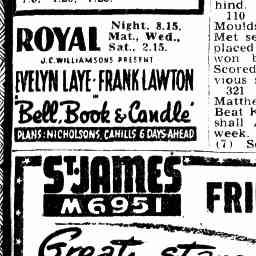 ROYAL
Night. 8.15,
Mat., Wed.,
Sat., 2.15.
J.C. WILLIAMSONS PRESENT
EVELYN LAYE - FRANK LAWTON
IN
"Bell, Book & Candle"
PLANS: NICHOLSONS, CAHILLS 6 DAYS AHEAD
ST. JAMES
M6951
FRI
Great
hind.
110
Moulds
Met se
placed
won b
Scored
vious
321
Matthe
Beat K
shall
week.
(7)